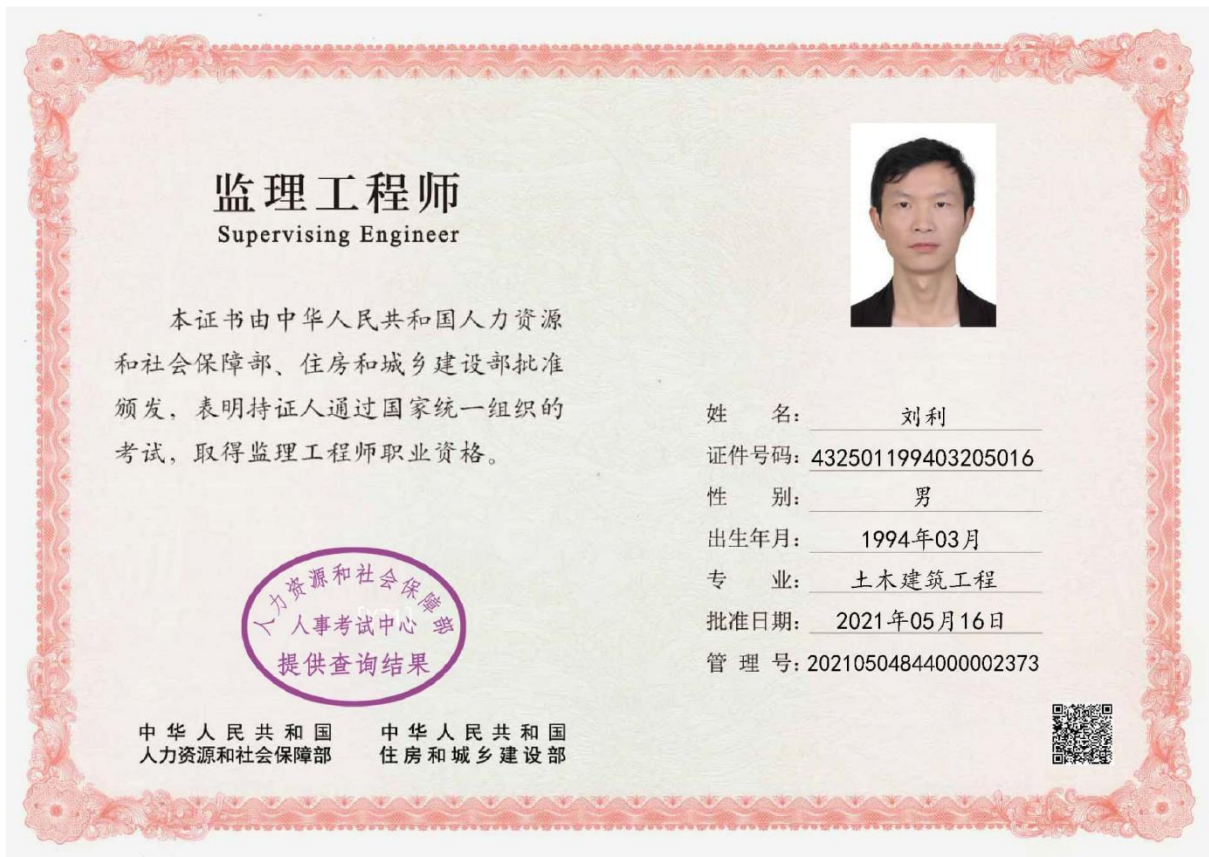 监理工程师
Supervising Engineer
本证书由中华人民共和国人力资源
和社会保障部、住房和城乡建设部批准
颁发，表明持证人通过国家统一组织的
考试，取得监理工程师职业资格。
人力资源和社会保障部
人事考试中心
提供查询结果
中华人民共和国
人力资源和社会保障部
中华人民共和国
住房和城乡建设部
姓 名： 刘利
证件号码： 432501199403205016
性 别： 男
出生年月： 1994年03月
专 业： 土木建筑工程
批准日期： 2021年05月16日
管 理 号： 20210504844000002373